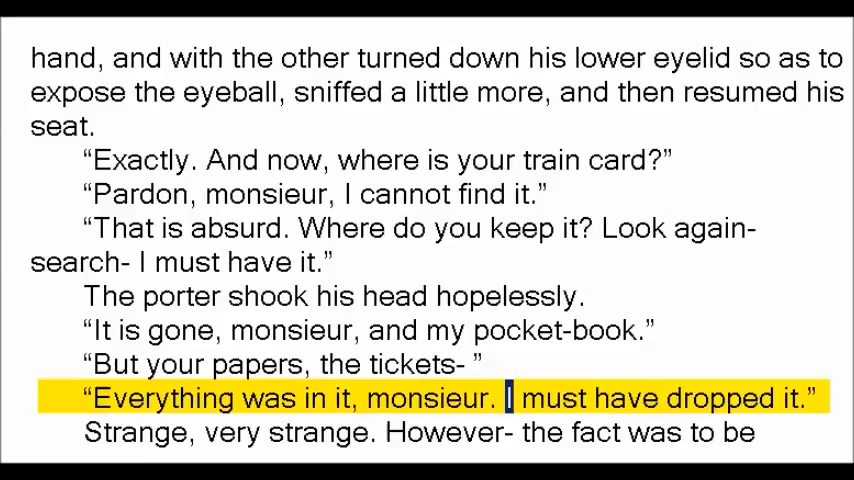 hand, and with the other turned down his lower eyelid so as to
expose the eyeball, sniffed a little more, and then resumed his
seat.
“Exactly. And now, where is your train card?”
“Pardon, monsieur, I cannot find it.”
“That is absurd. Where do you keep it? Look again-
search- I must have it.”
The porter shook his head hopelessly.
“It is gone, monsieur, and my pocket-book.”
“But your papers, the tickets- ”
“Everything was in it, monsieur. I must have dropped it.”
Strange, very strange. However- the fact was to be